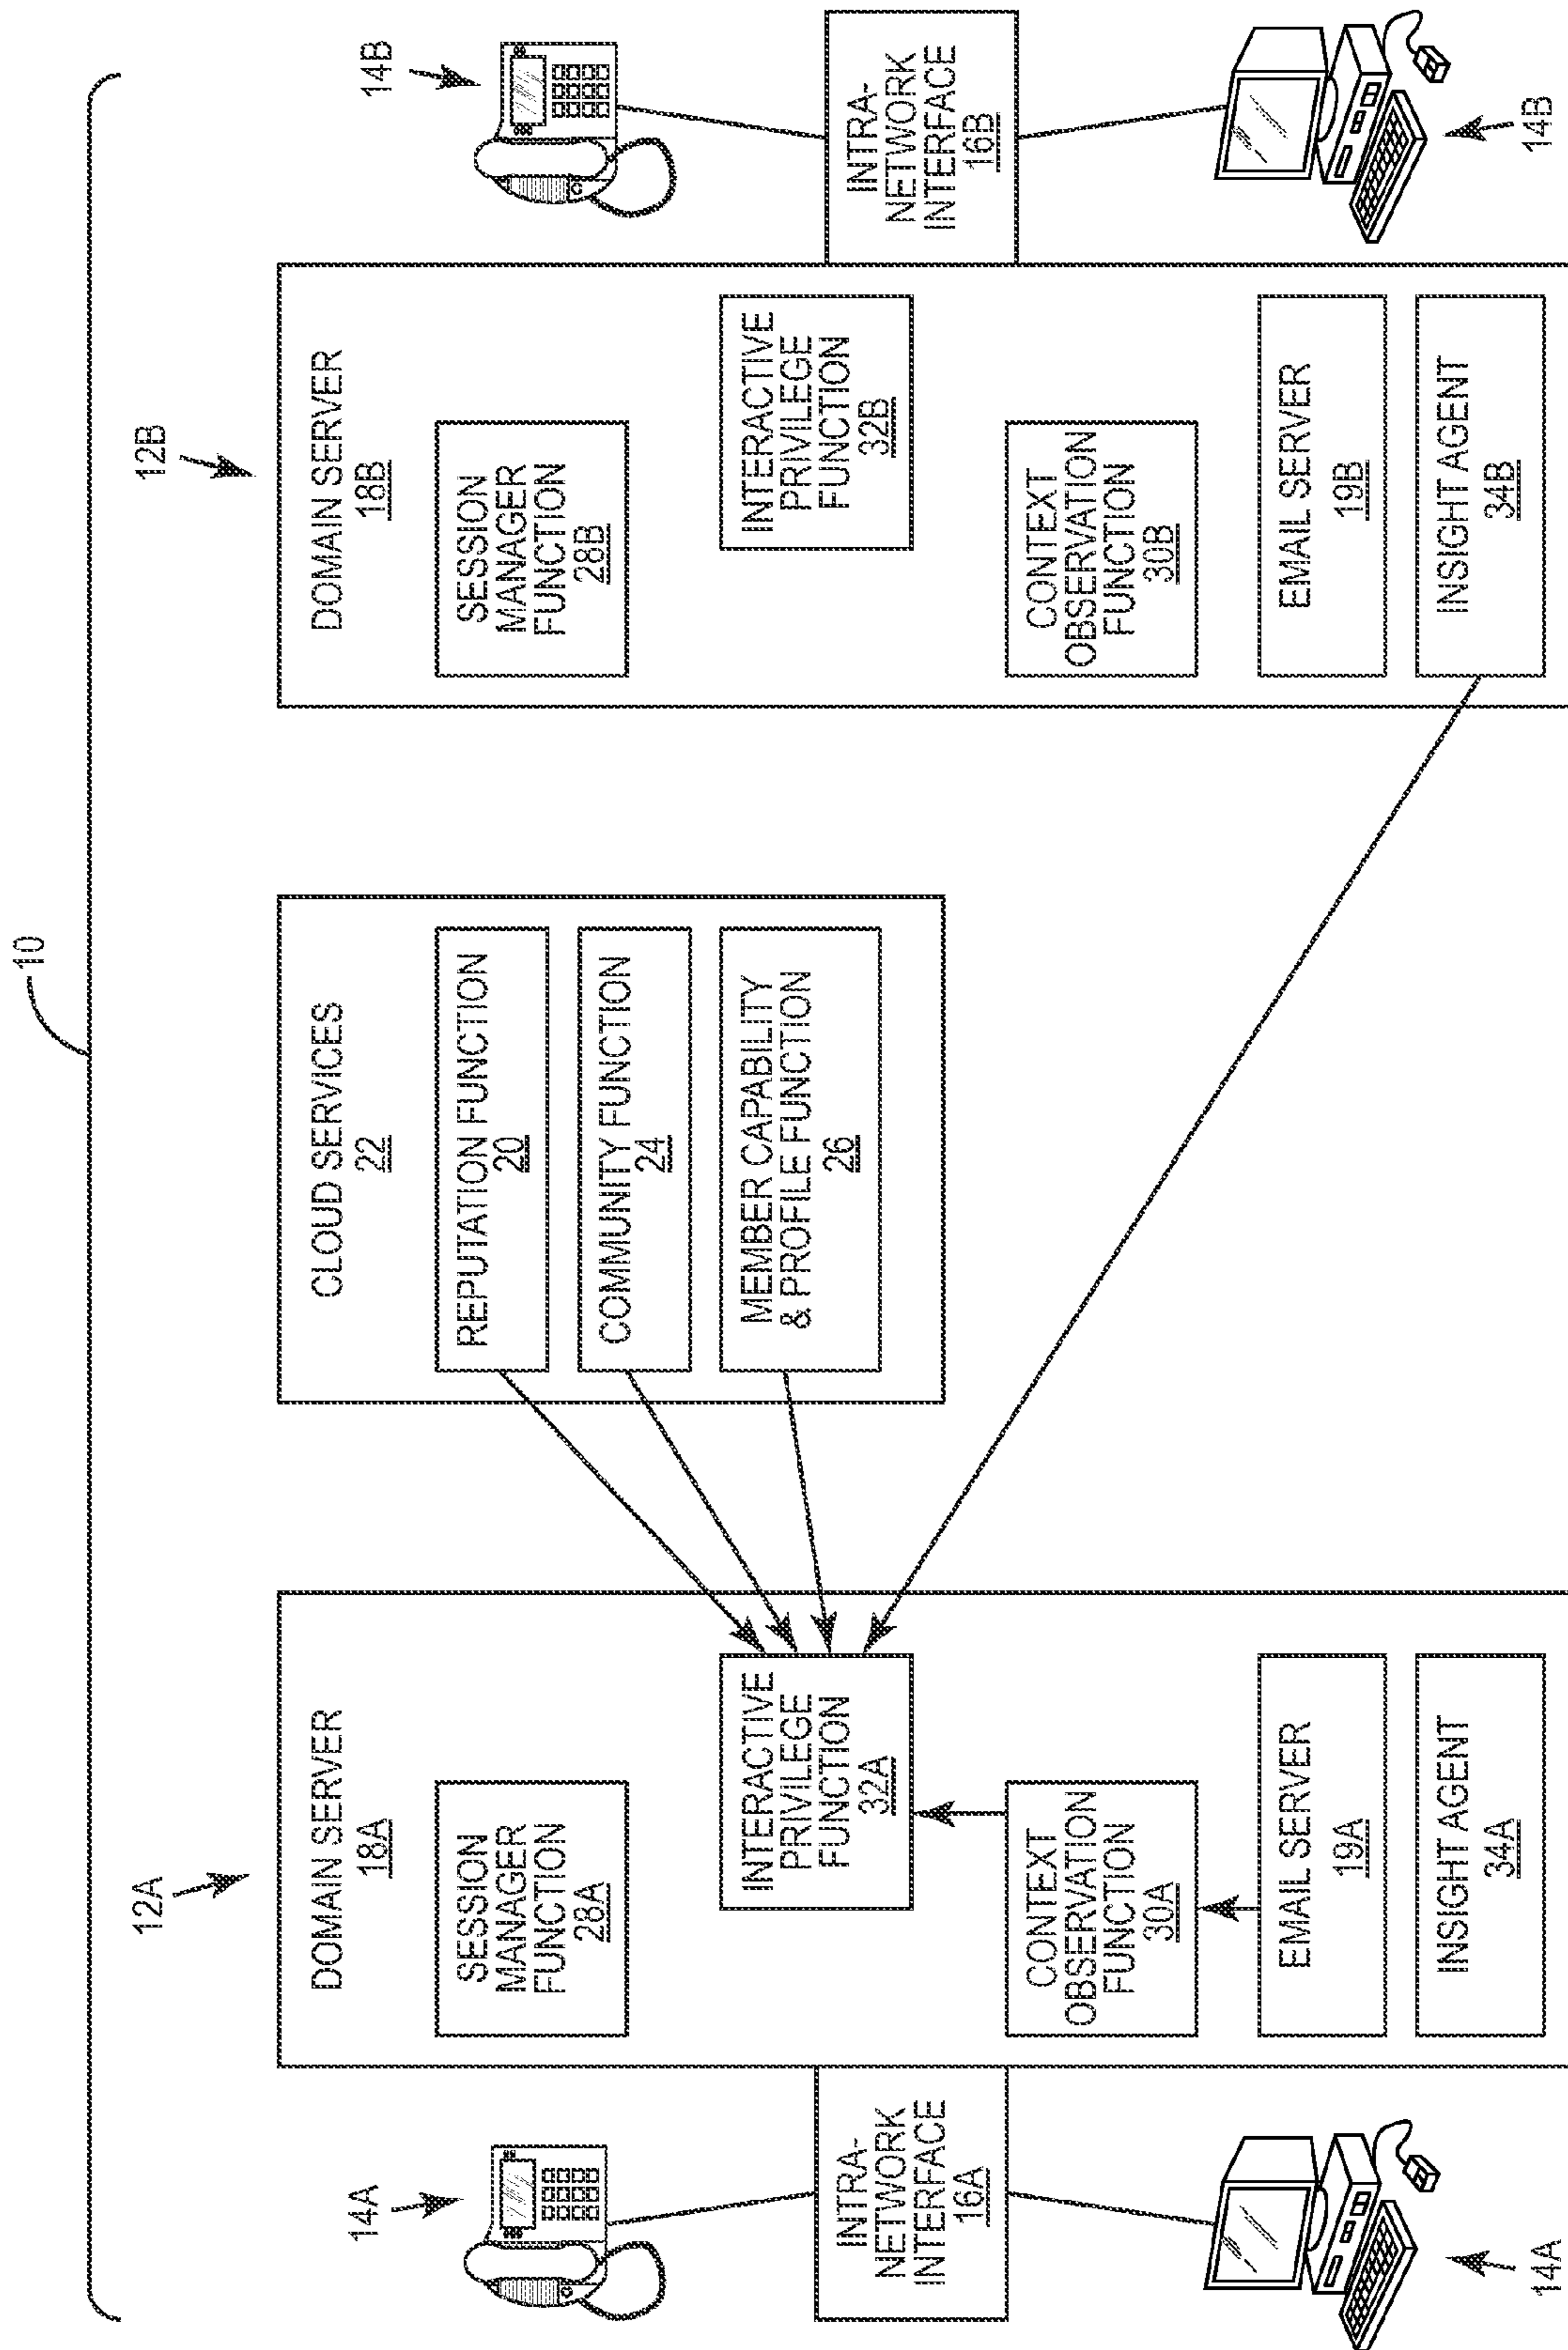 10
12A
12B
14A
INTRA-
NETWORK
INTERFACE
16A
14A
DOMAIN SERVER
18A
SESSION
MANAGER
FUNCTION
28A
INTERACTIVE
PRIVILEGE
FUNCTION
32A
CONTEXT
OBSERVATION
FUNCTION
30A
EMAIL SERVER
19A
INSIGHT AGENT
34A
CLOUD SERVICES
22
REPUTATION FUNCTION
20
COMMUNITY FUNCTION
24
MEMBER CAPABILITY
& PROFILE FUNCTION
26
DOMAIN SERVER
18B
SESSION
MANAGER
FUNCTION
28B
INTERACTIVE
PRIVILEGE
FUNCTION
32B
CONTEXT
OBSERVATION
FUNCTION
30B
EMAIL SERVER
19B
INSIGHT AGENT
34B
14B
INTRA-
NETWORK
INTERFACE
16B
14B